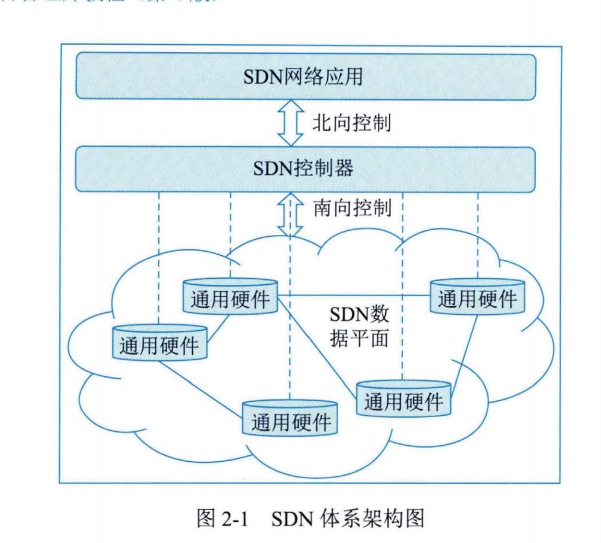 SDN网络应用
北向控制
SDN控制器
南向控制
通用硬件
通用硬件
SDN数
据平面
通用硬件
通用硬件
通用硬件
图 2-1 SDN 体系架构图